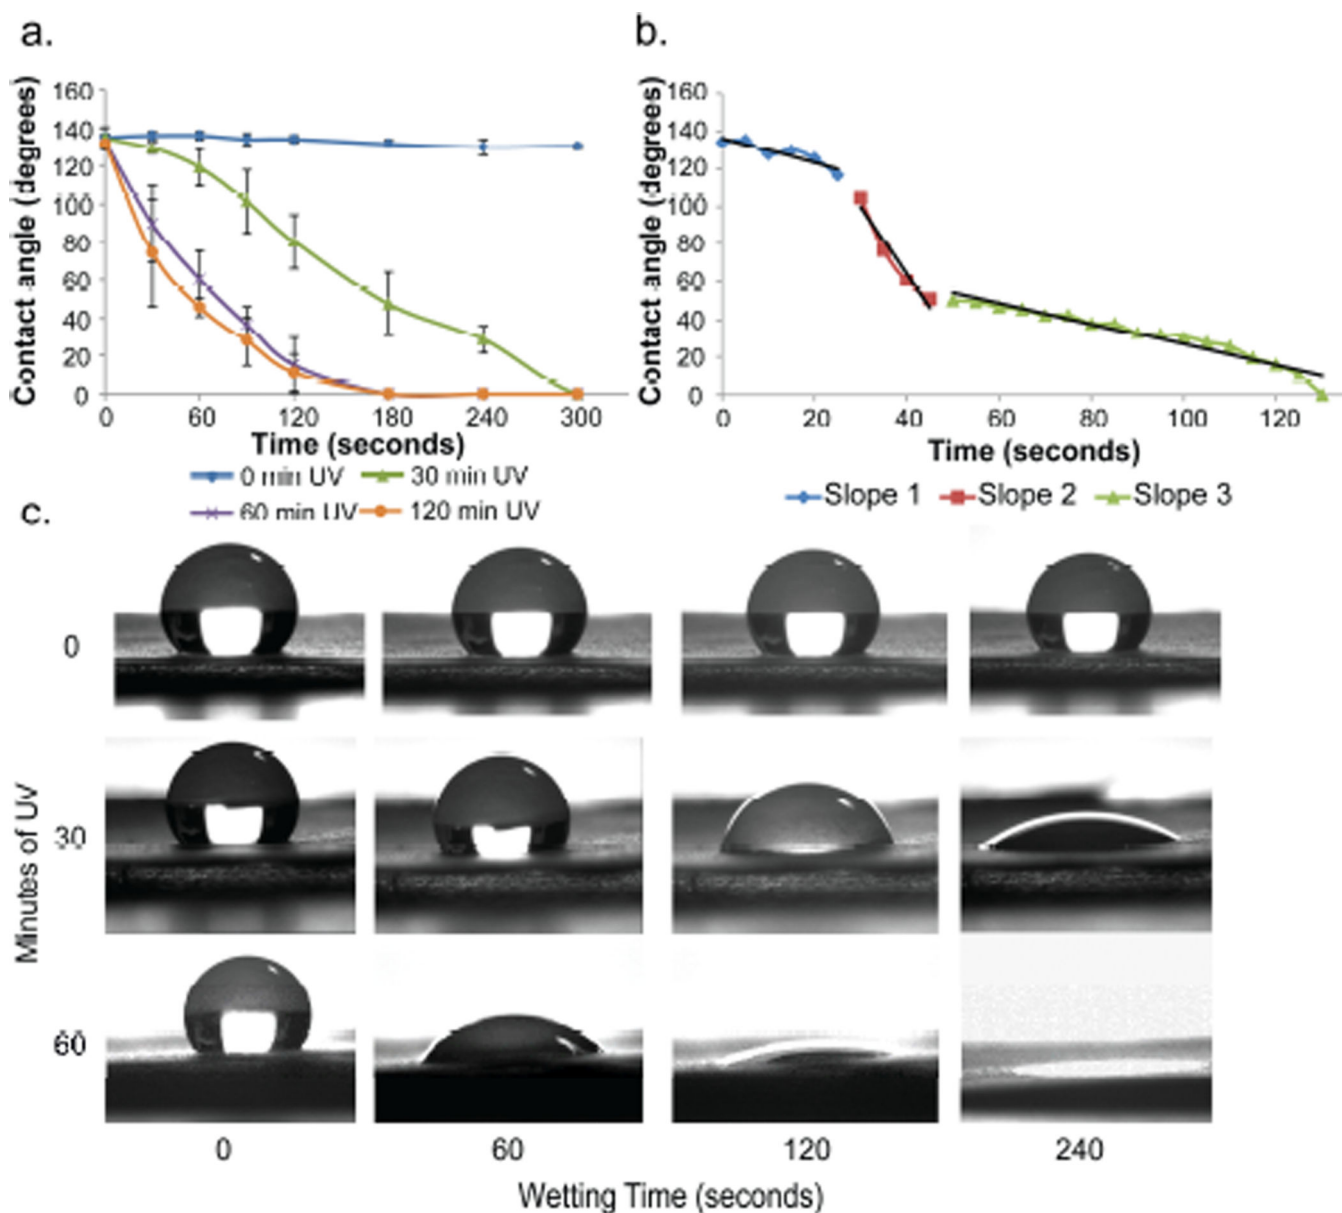 a.
b.
Contact angle (degrees)
160
140
120
100
80
60
40
20
0
0 60 120 180 240 300
Time (seconds)
0 min UV 30 min UV
60 min UV 120 min UV
Contact angle (degrees)
160
140
120
100
80
60
40
20
0
0 20 40 60 80 100 120
Time (seconds)
Slope 1 Slope 2 Slope 3
c.
Minutes of UV
0
30
60
0 60 120 240
Wetting Time (seconds)